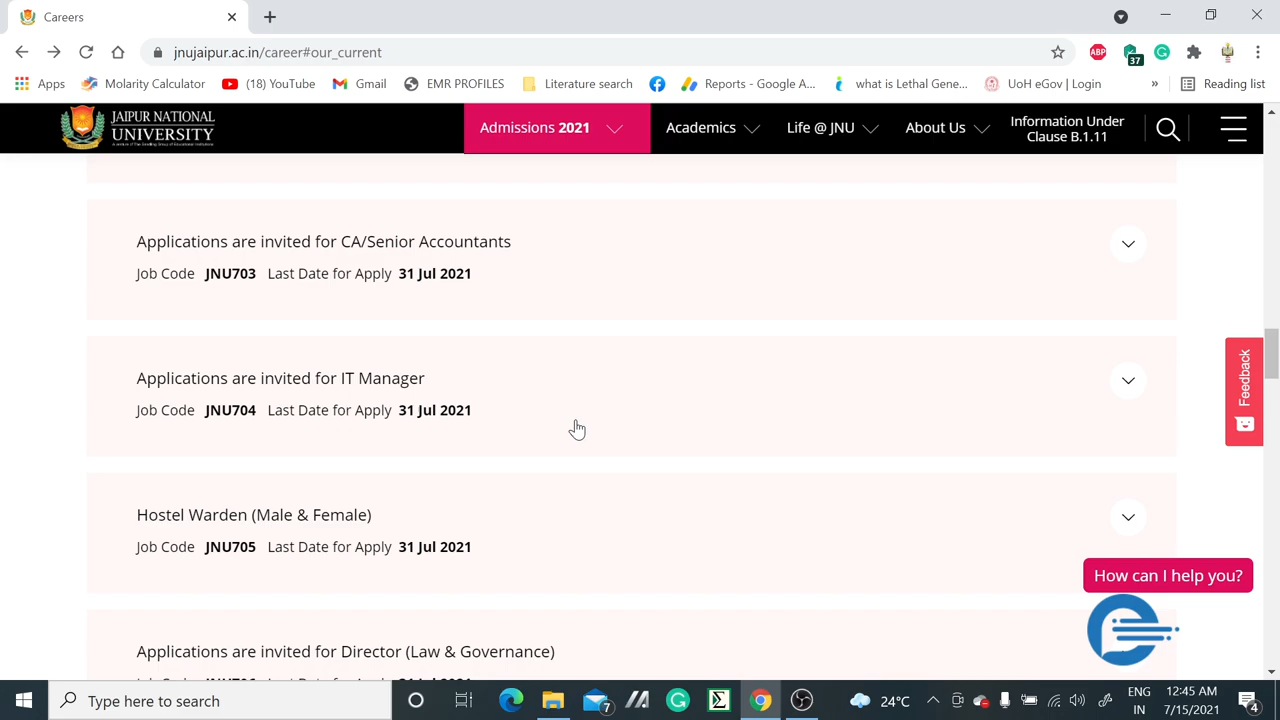 Careers
jnujaipur.ac.in/career#our_current
ABP
37
Apps
Molarity Calculator
(18) YouTube
Gmail
EMR PROFILES
Literature search
Reports - Google A...
what is Lethal Gene...
UoH eGov | Login
»
Reading list
JAIPUR NATIONAL
UNIVERSITY
Admissions 2021
Academics
Life @ JNU
About Us
Information Under
Clause B.1.11
Applications are invited for CA/Senior Accountants
Job Code JNU703 Last Date for Apply 31 Jul 2021
Applications are invited for IT Manager
Job Code JNU704 Last Date for Apply 31 Jul 2021
Feedback
Hostel Warden (Male & Female)
Job Code JNU705 Last Date for Apply 31 Jul 2021
How can I help you?
Applications are invited for Director (Law & Governance)
Type here to search
7
24°C
ENG
IN
12:45 AM
7/15/2021
4